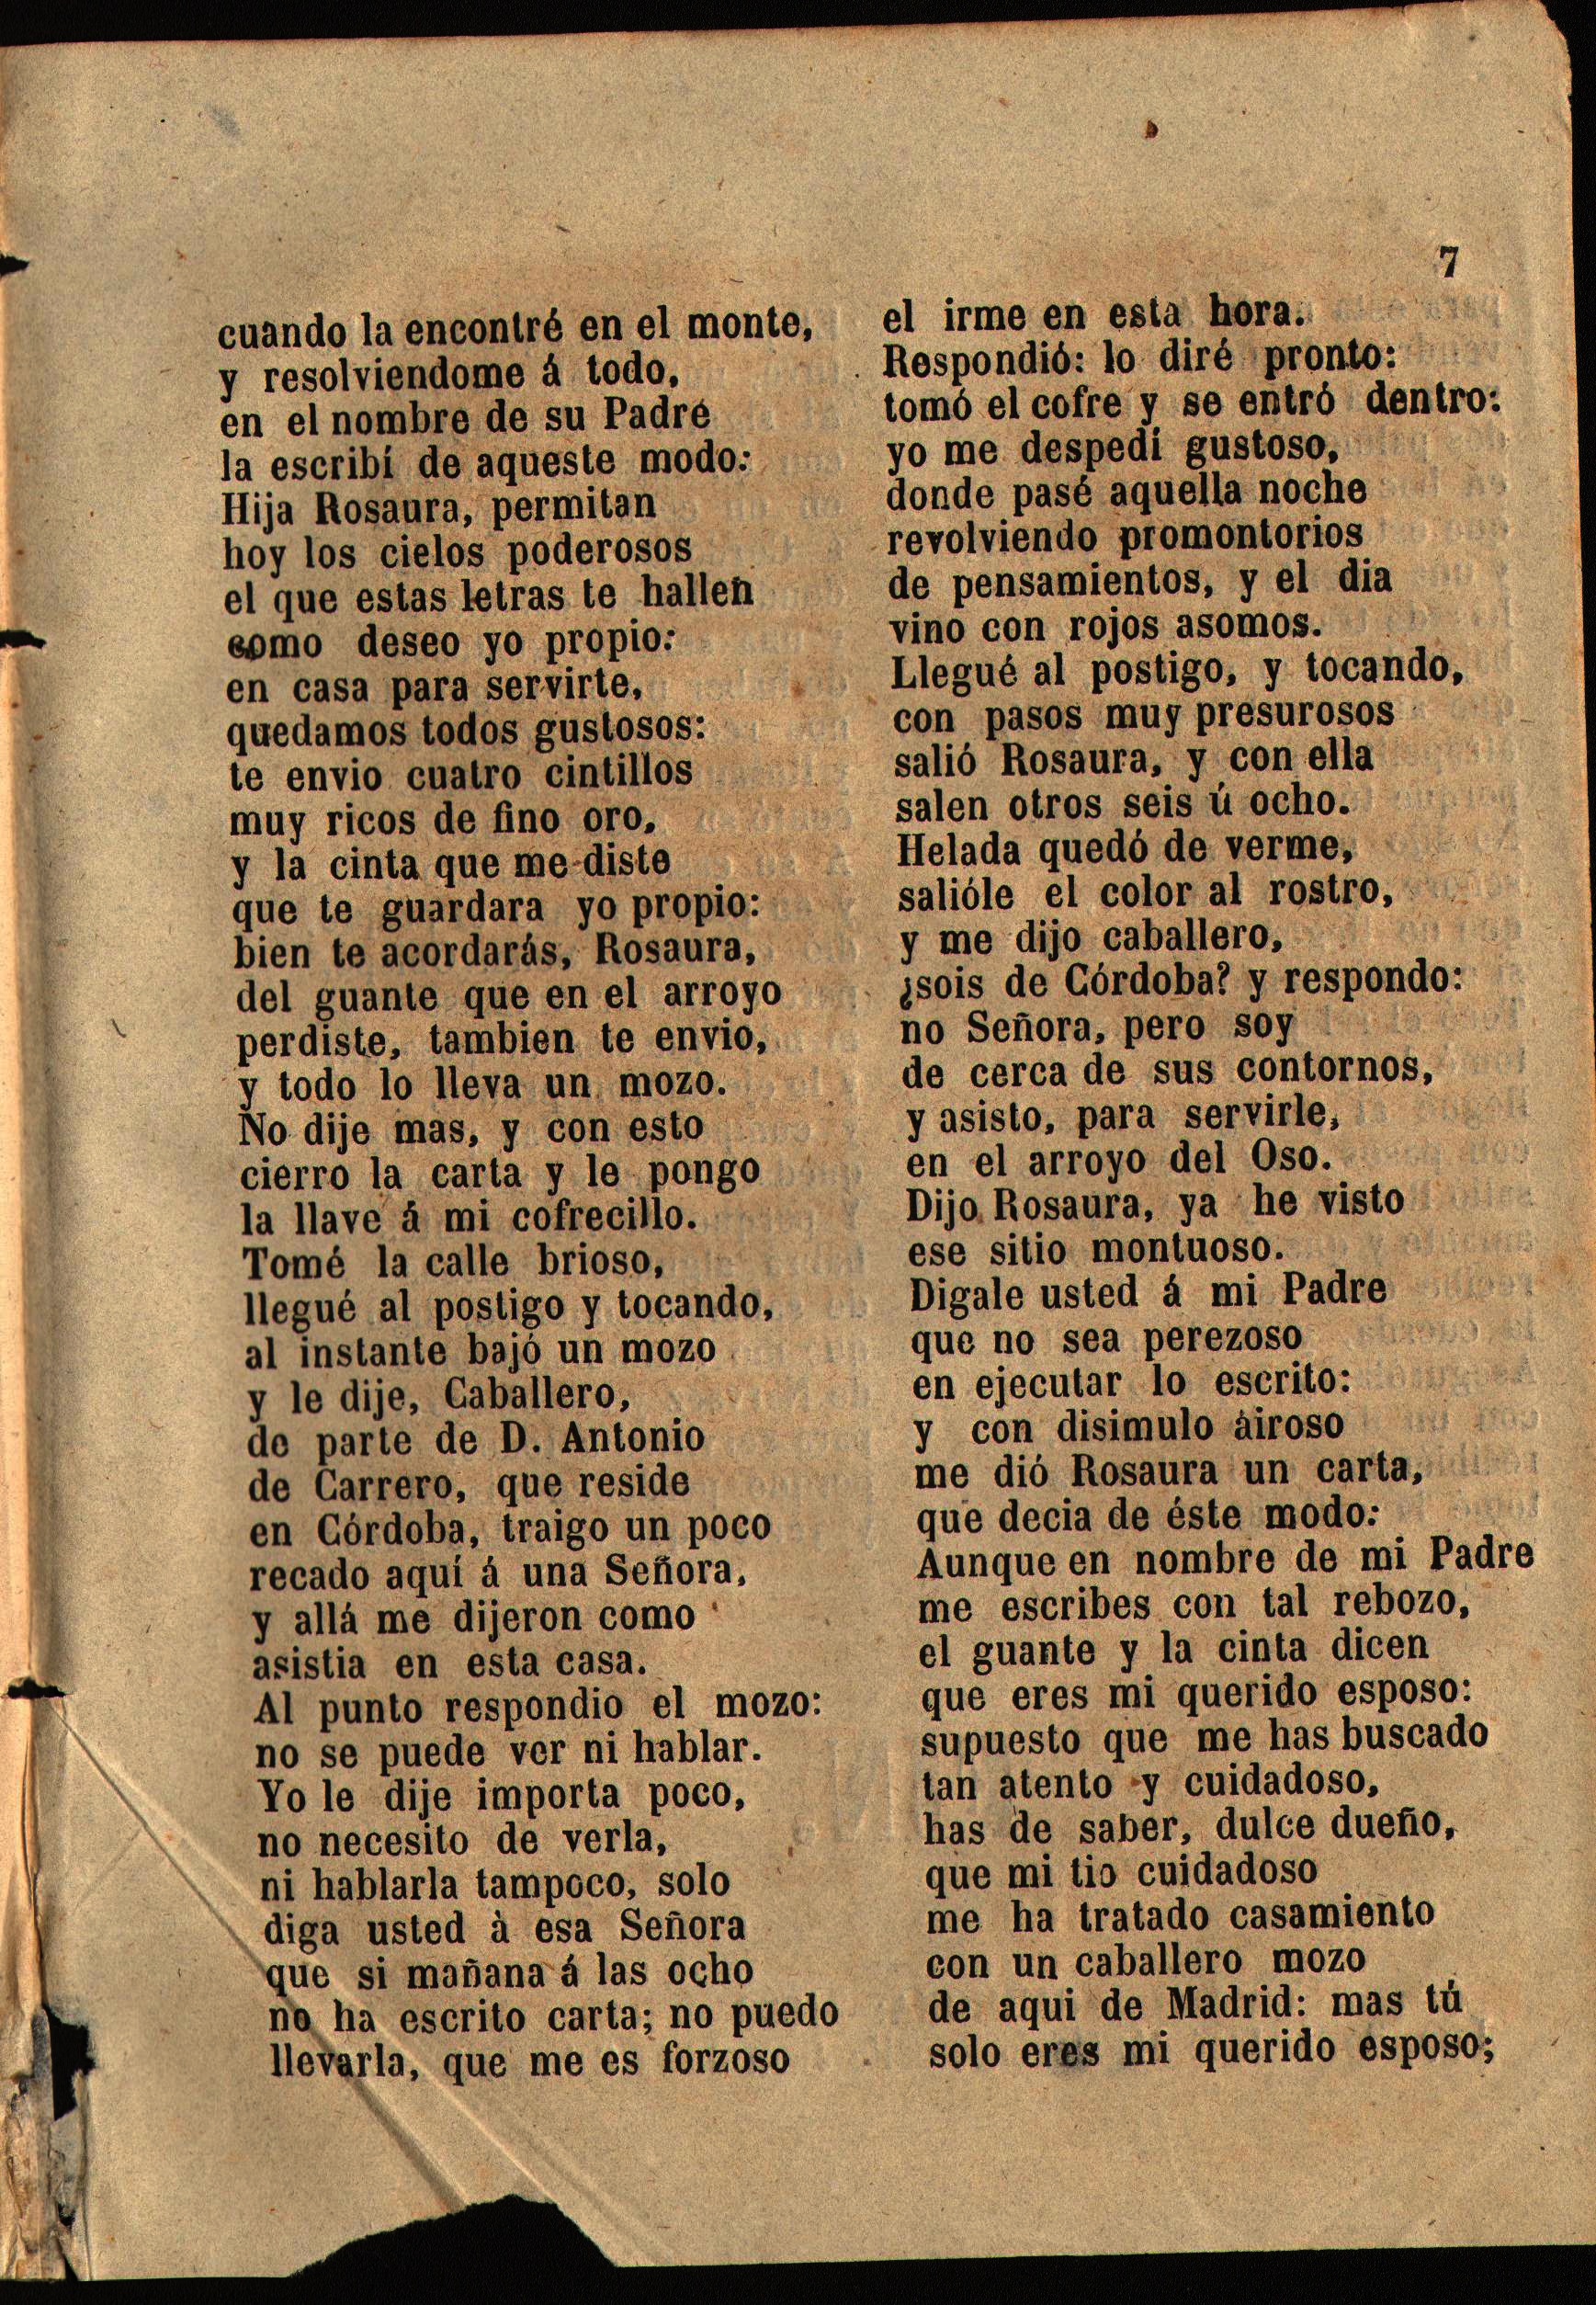 7
cuando la encontré en el monte,
y resolviendome á todo,
en el nombre de su Padre
la escribí de aqueste modo:
Hija Rosaura, permitan
hoy los cielos poderosos
el que estas letras te hallen
como deseo yo propio:
en casa para servirte,
quedamos todos gustosos:
te envio cuatro cintillos
muy ricos de fino oro,
y la cinta que me diste
que te guardara yo propio:
bien te acordarás, Rosaura,
del guante que en el arroyo
perdiste, tambien te envio,
y todo lo lleva un mozo.
No dije mas, y con esto
cierro la carta y le pongo
la llave á mi cofrecillo.
Tomé la calle brioso,
llegué al postigo y tocando,
al instante bajó un mozo
y le dije, Caballero,
de parte de D. Antonio
de Carrero, que reside
en Córdoba, traigo un poco
recado aquí á una Señora,
y allá me dijeron como
asistia en esta casa.
Al punto respondio el mozo:
no se puede ver ni hablar.
Yo le dije importa poco,
no necesito de verla,
ni hablarla tampoco, solo
diga usted à esa Señora
que si mañana á las ocho
no ha escrito carta; no puedo
llevarla, que me es forzoso
el irme en esta hora.
Respondió: lo diré pronto:
tomó el cofre y se entró dentro:
yo me despedí gustoso,
donde pasé aquella noche
revolviendo promontorios
de pensamientos, y el dia
vino con rojos asomos.
Llegué al postigo, y tocando,
con pasos muy presurosos
salió Rosaura, y con ella
salen otros seis ú ocho.
Helada quedó de verme,
salióle el color al rostro,
y me dijo caballero,
¿sois de Córdoba? y respondo:
no Señora, pero soy
de cerca de sus contornos,
y asisto, para servirle,
en el arroyo del Oso.
Dijo Rosaura, ya he visto
ese sitio montuoso.
Digale usted á mi Padre
que no sea perezoso
en ejecutar lo escrito:
y con disimulo airoso
me dió Rosaura un carta,
que decia de éste modo:
Aunque en nombre de mi Padre
me escribes con tal rebozo,
el guante y la cinta dicen
que eres mi querido esposo:
supuesto que me has buscado
tan atento y cuidadoso,
has de saber, dulce dueño,
que mi tio cuidadoso
me ha tratado casamiento
con un caballero mozo
de aqui de Madrid: mas tú
solo eres mi querido esposo;